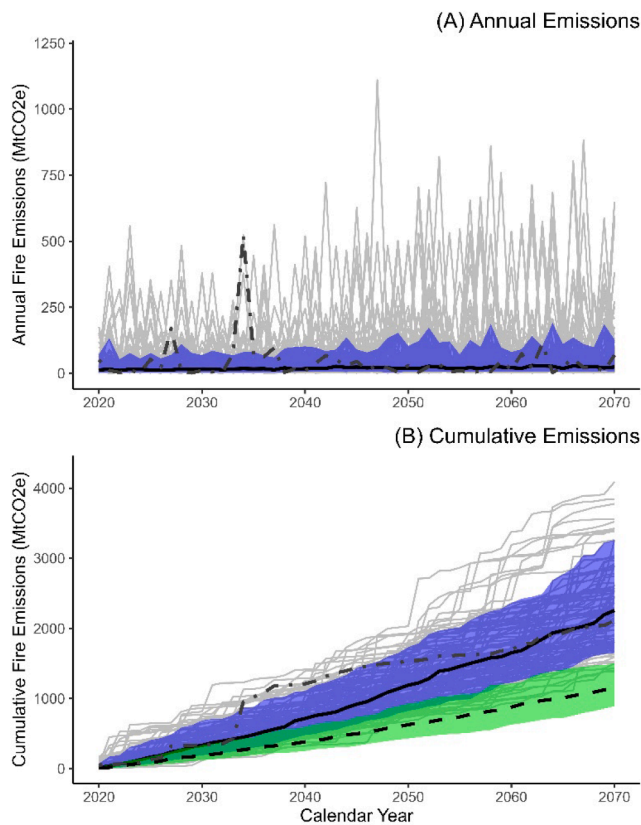 (A) Annual Emissions
Annual Fire Emissions (MtCO2e)
1250
1000
750
500
250
0
2020 2030 2040 2050 2060 2070
(B) Cumulative Emissions
Cumulative Fire Emissions (MtCO2e)
4000
3000
2000
1000
0
2020 2030 2040 2050 2060 2070
Calendar Year